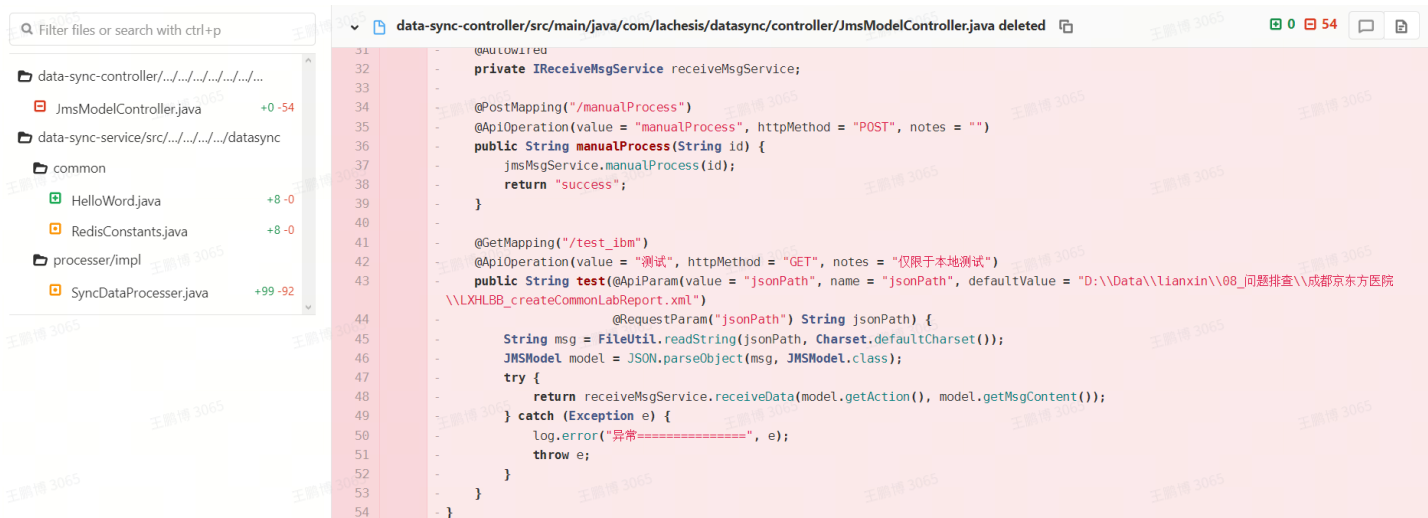 Filter files or search with ctrl+p
data-sync-controller/.../.../.../.../.../.../...
JmsModelController.java +0 -54
data-sync-service/src/.../.../.../.../datasync
common
HelloWord.java +8 -0
RedisConstants.java +8 -0
processer/impl
SyncDataProcesser.java +99 -92
data-sync-controller/src/main/java/com/lachesis/datasync/controller/JmsModelController.java deleted 0 54
31 - @Autowired
32 - private IReceiveMsgService receiveMsgService;
33 -
34 - @PostMapping("/manualProcess")
35 - @ApiOperation(value = "manualProcess", httpMethod = "POST", notes = "")
36 - public String manualProcess(String id) {
37 - jmsMsgService.manualProcess(id);
38 - return "success";
39 - }
40 -
41 - @GetMapping("/test_ibm")
42 - @ApiOperation(value = "测试", httpMethod = "GET", notes = "仅限于本地测试")
43 - public String test(@ApiParam(value = "jsonPath", name = "jsonPath", defaultValue = "D:\\Data\\lianxin\\08_问题排查\\成都京东方医院
\\LXHLBB_createCommonLabReport.xml")
44 - @RequestParam("jsonPath") String jsonPath) {
45 - String msg = FileUtil.readString(jsonPath, Charset.defaultCharset());
46 - JMSModel model = JSON.parseObject(msg, JMSModel.class);
47 - try {
48 - return receiveMsgService.receiveData(model.getAction(), model.getMsgContent());
49 - } catch (Exception e) {
50 - log.error("异常===============", e);
51 - throw e;
52 - }
53 - }
54 - }
王鹏博 3065